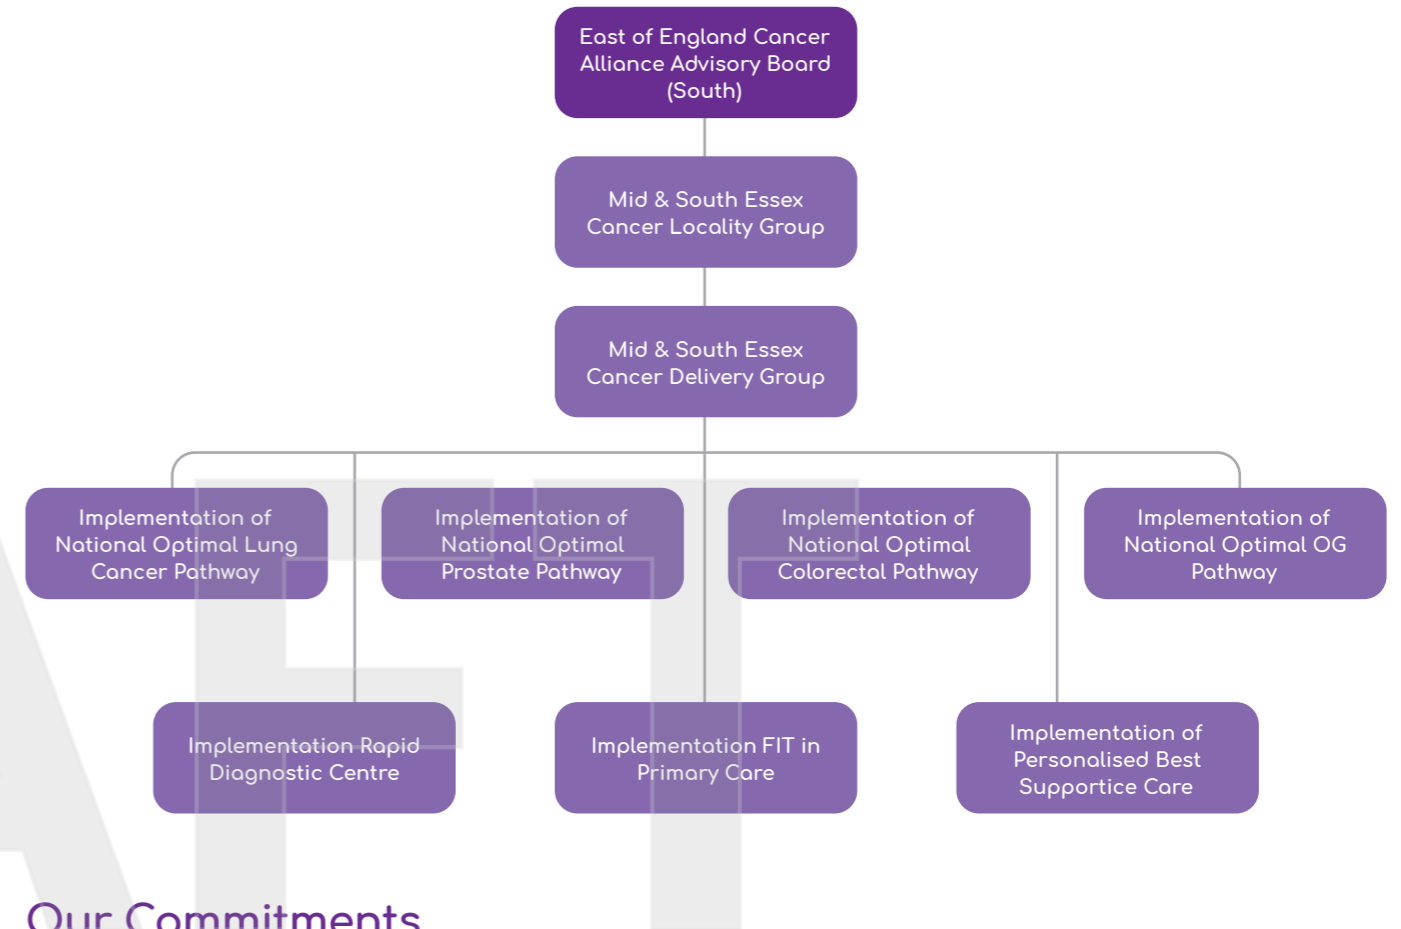 East of England Cancer
Alliance Advisory Board
(South)
Mid & South Essex
Cancer Locality Group
Mid & South Essex
Cancer Delivery Group
Implementation of
National Optimal Lung
Cancer Pathway
Implementation of
National Optimal
Prostate Pathway
Implementation of
National Optimal
Colorectal Pathway
Implementation of
National Optimal OG
Pathway
Implementation Rapid
Diagnostic Centre
Implementation FIT in
Primary Care
Implementation of
Personalised Best
Supportice Care
Our Commitments
AFT